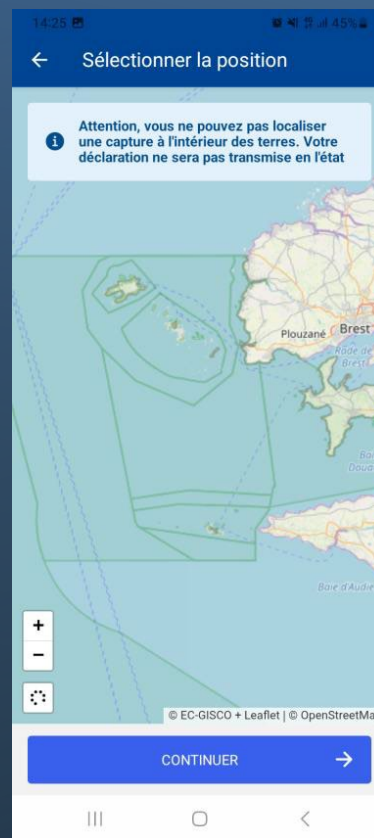 14:25
45%
Sélectionner la position
Attention, vous ne pouvez pas localiser
une capture à l'intérieur des terres. Votre
déclaration ne sera pas transmise en l'état
Plouzané
Brest
Rade de
Brest
Baie d'Audie
+
−
© EC-GISCO + Leaflet | © OpenStreetMa
CONTINUER